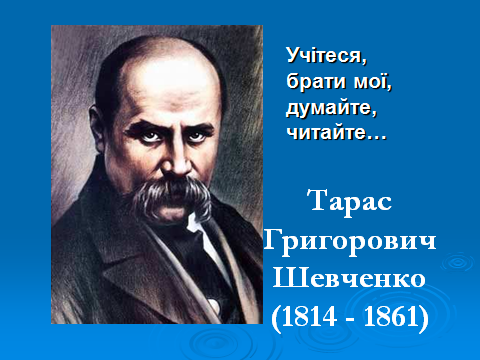 Учітеся,
брати мої,
думайте,
читайте...
Тарас
Григорович
Шевченко
(1814 - 1861)